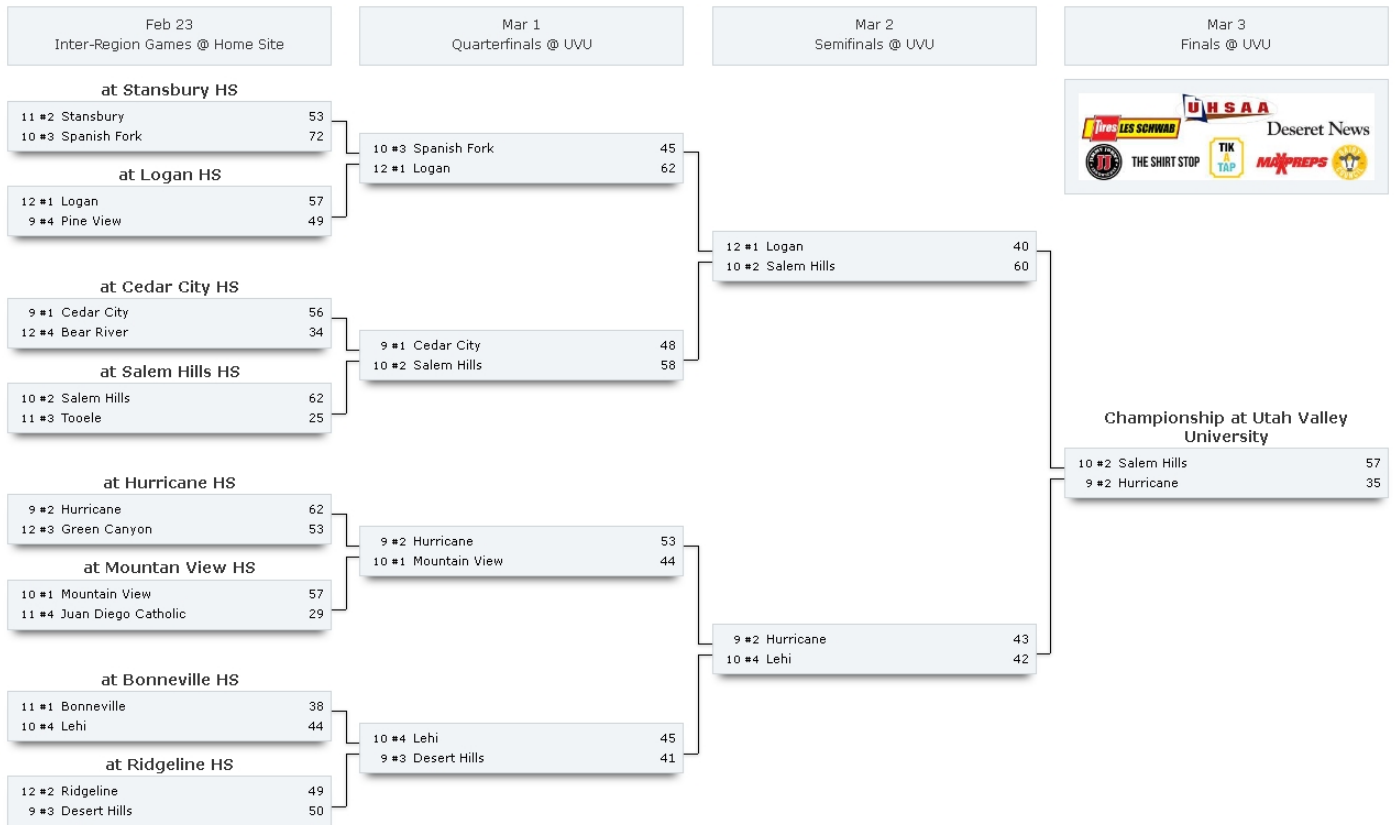 Feb 23
Inter-Region Games @ Home Site
Mar 1
Quarterfinals @ UVU
Mar 2
Semifinals @ UVU
Mar 3
Finals @ UVU
at Stansbury HS
11 #2 Stansbury 53
10 #3 Spanish Fork 72
at Logan HS
12 #1 Logan 57
9 #4 Pine View 49
at Cedar City HS
9 #1 Cedar City 56
12 #4 Bear River 34
at Salem Hills HS
10 #2 Salem Hills 62
11 #3 Tooele 25
at Hurricane HS
9 #2 Hurricane 62
12 #3 Green Canyon 53
at Mountan View HS
10 #1 Mountain View 57
11 #4 Juan Diego Catholic 29
at Bonneville HS
11 #1 Bonneville 38
10 #4 Lehi 44
at Ridgeline HS
12 #2 Ridgeline 49
9 #3 Desert Hills 50
10 #3 Spanish Fork 45
12 #1 Logan 62
9 #1 Cedar City 48
10 #2 Salem Hills 58
9 #2 Hurricane 53
10 #1 Mountain View 44
10 #4 Lehi 45
9 #3 Desert Hills 41
12 #1 Logan 40
10 #2 Salem Hills 60
9 #2 Hurricane 43
10 #4 Lehi 42
UHSAA
Tires LES SCHWAB
Deseret News
JJ
THE SHIRT STOP
TIK
A
TAP
MAXPREPS
Championship at Utah Valley
University
10 #2 Salem Hills 57
9 #2 Hurricane 35